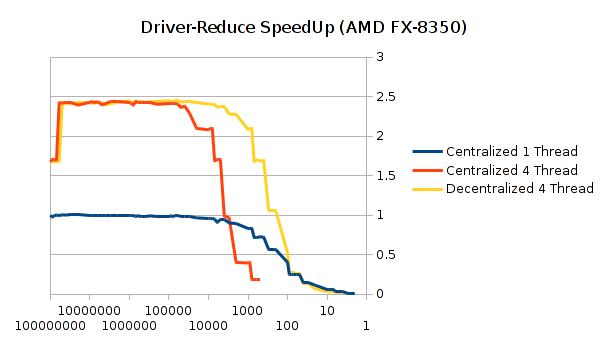 Driver-Reduce SpeedUp (AMD FX-8350)
3
2.5
2
1.5
1
0.5
0
Centralized 1 Thread
Centralized 4 Thread
Decentralized 4 Thread
10000000 100000 1000 10
100000000 1000000 10000 100 1